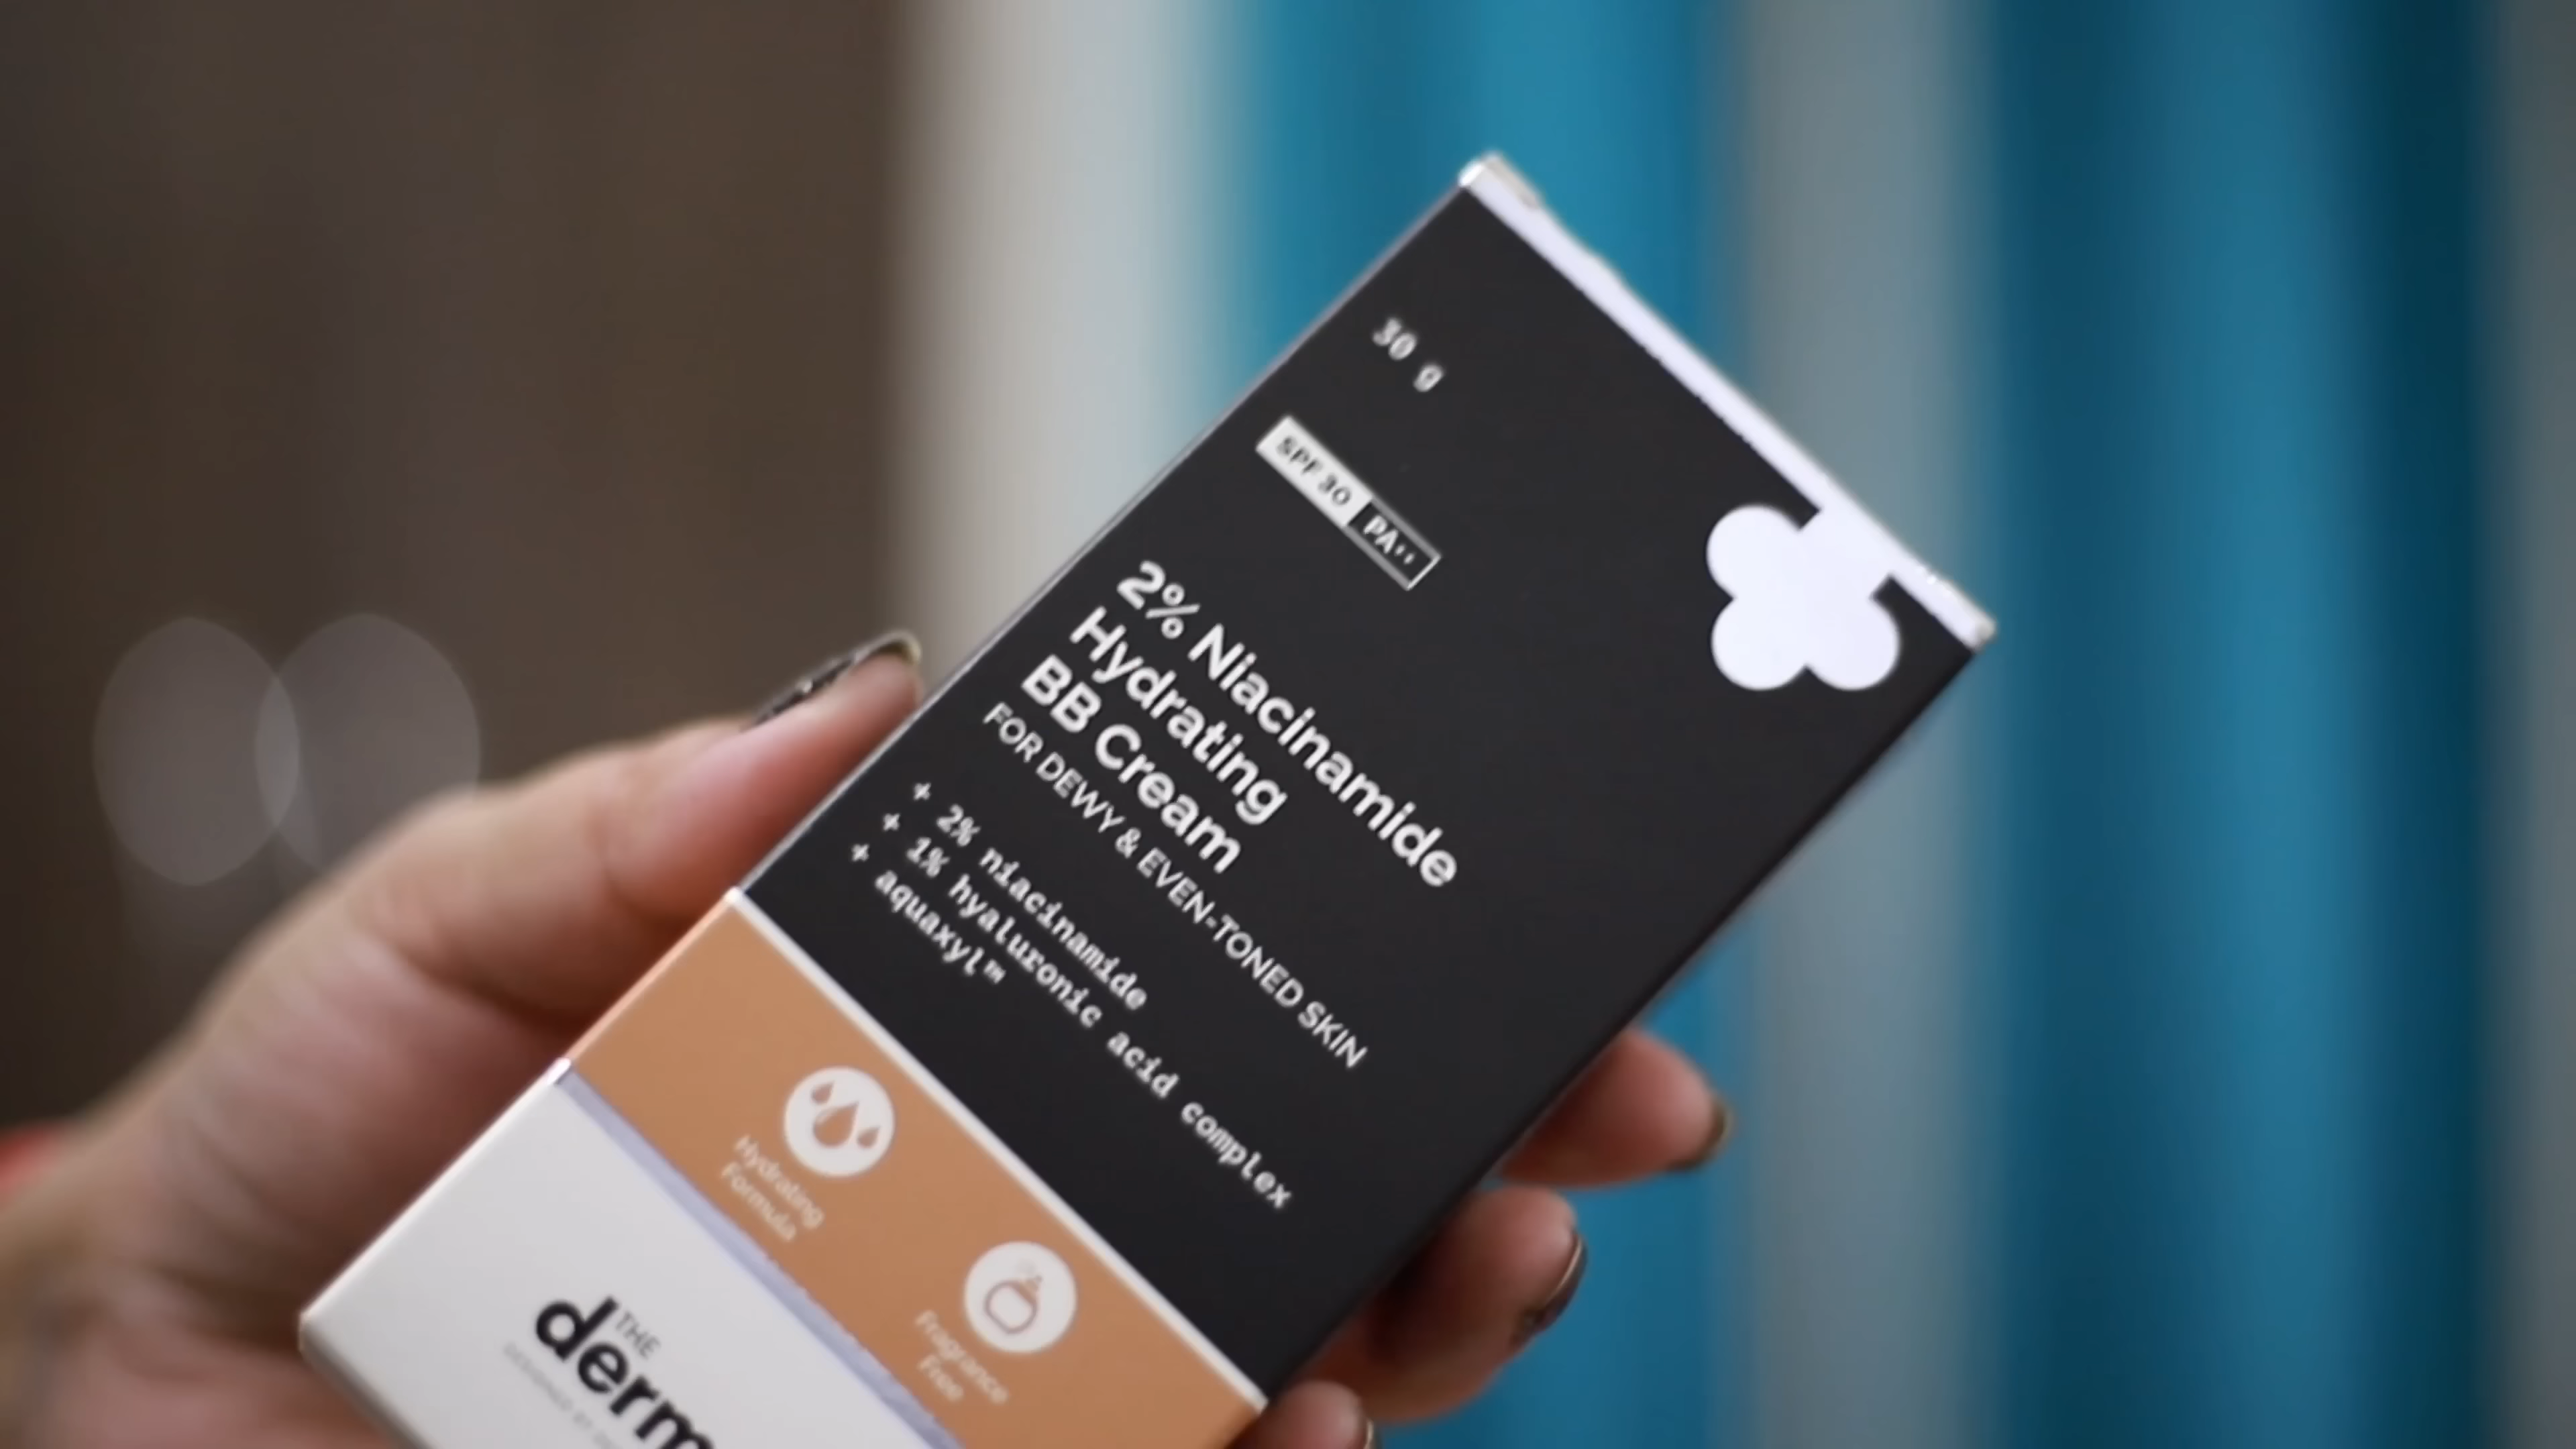 30 g
SPF 30 PA++
2% Niacinamide
Hydrating
BB Cream
FOR DEWY & EVEN-TONED SKIN
+ 2% niacinamide
+ 1% hyaluronic acid complex
+ aquaxyl™
Hydrating
Formula
Fragrance
Free
THE
derm